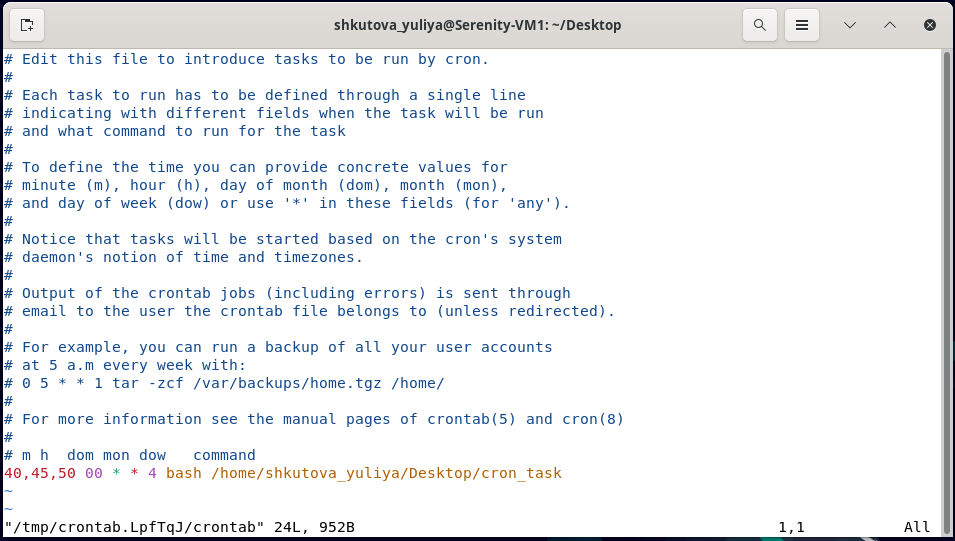 shkutova_yuliya@Serenity-VM1: ~/Desktop
# Edit this file to introduce tasks to be run by cron.
#
# Each task to run has to be defined through a single line
# indicating with different fields when the task will be run
# and what command to run for the task
#
# To define the time you can provide concrete values for
# minute (m), hour (h), day of month (dom), month (mon),
# and day of week (dow) or use '*' in these fields (for 'any').
#
# Notice that tasks will be started based on the cron's system
# daemon's notion of time and timezones.
#
# Output of the crontab jobs (including errors) is sent through
# email to the user the crontab file belongs to (unless redirected).
#
# For example, you can run a backup of all your user accounts
# at 5 a.m every week with:
# 0 5 * * 1 tar -zcf /var/backups/home.tgz /home/
#
# For more information see the manual pages of crontab(5) and cron(8)
#
# m h  dom mon dow   command
40,45,50 00 * * 4 bash /home/shkutova_yuliya/Desktop/cron_task
~
~
"/tmp/crontab.LpfTqJ/crontab" 24L, 952B 1,1 All